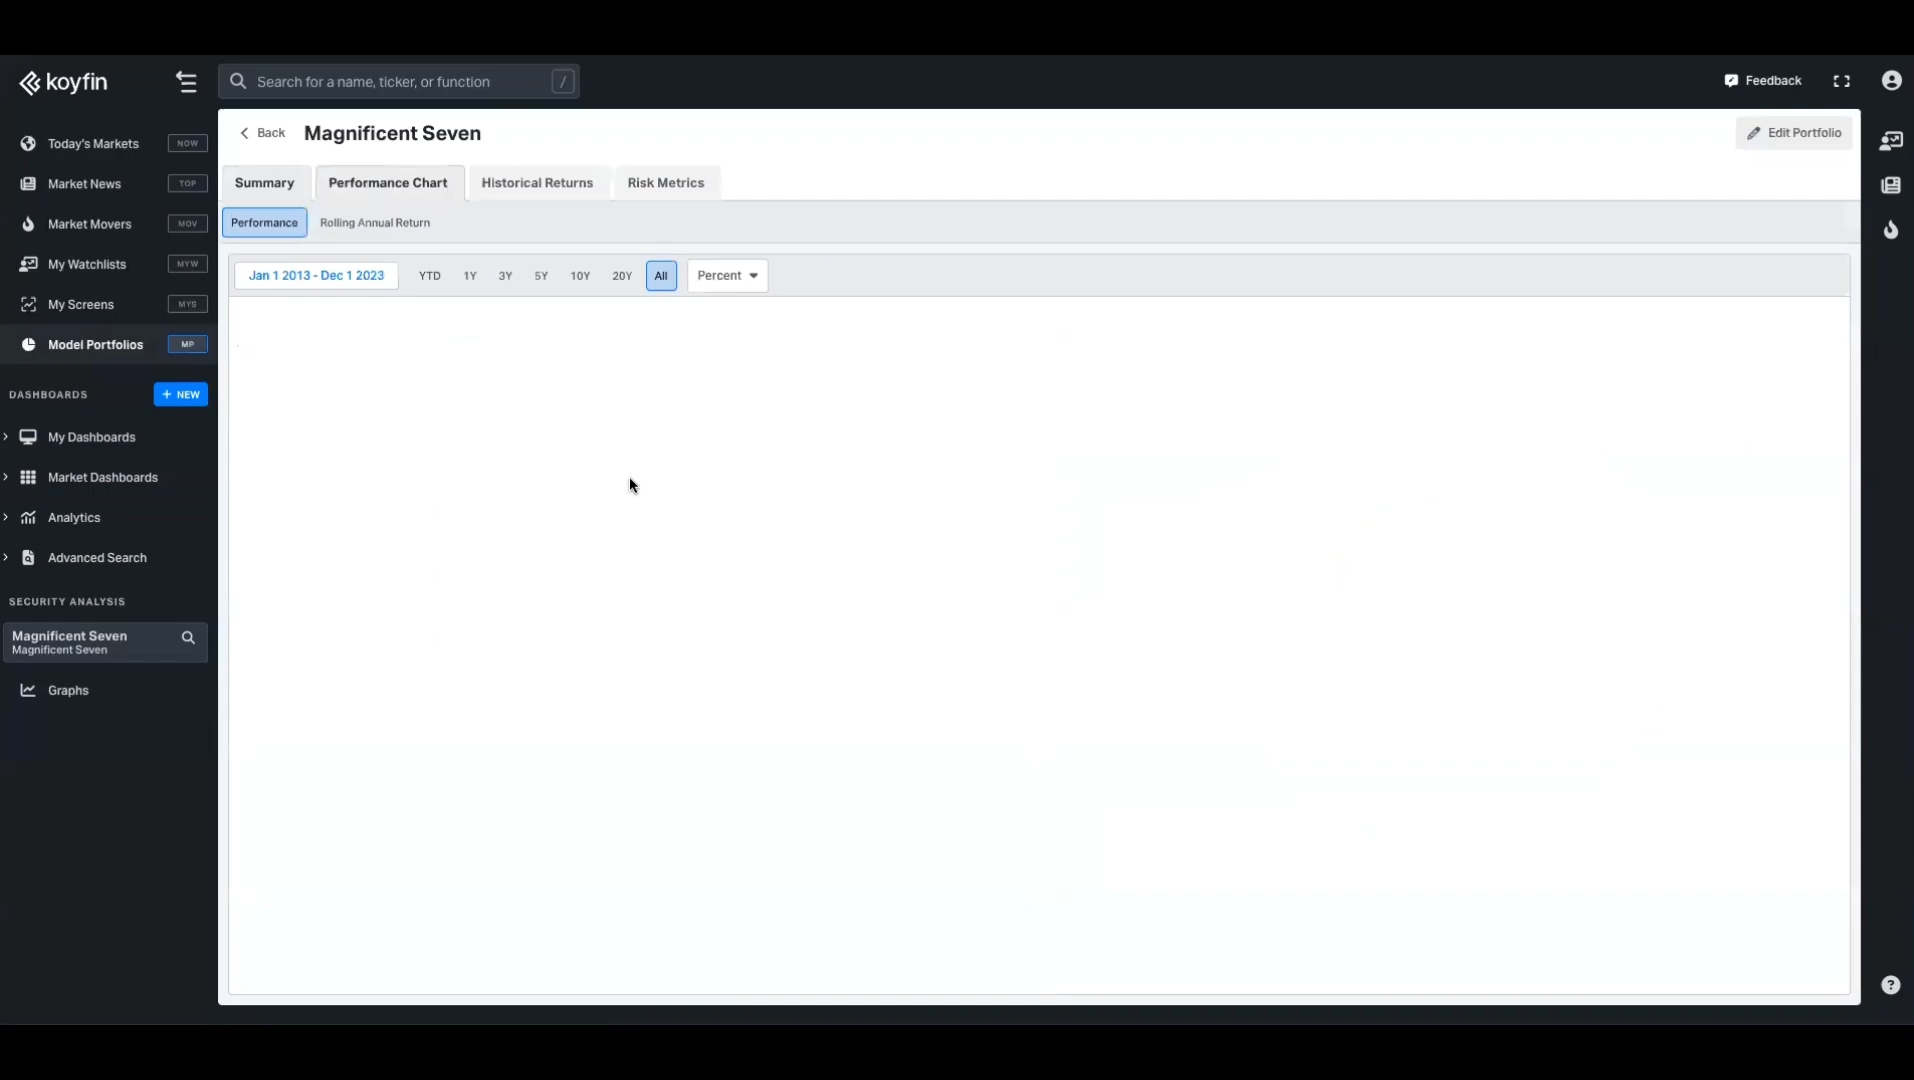 koyfin
Search for a name, ticker, or function /
Feedback
Today's Markets NOW
Market News TOP
Market Movers MOV
My Watchlists MYW
My Screens MYS
Model Portfolios MP
DASHBOARDS + NEW
My Dashboards
Market Dashboards
Analytics
Advanced Search
SECURITY ANALYSIS
Magnificent Seven
Magnificent Seven
Graphs
Back Magnificent Seven Edit Portfolio
Summary Performance Chart Historical Returns Risk Metrics
Performance Rolling Annual Return
Jan 1 2013 - Dec 1 2023 YTD 1Y 3Y 5Y 10Y 20Y All Percent
?